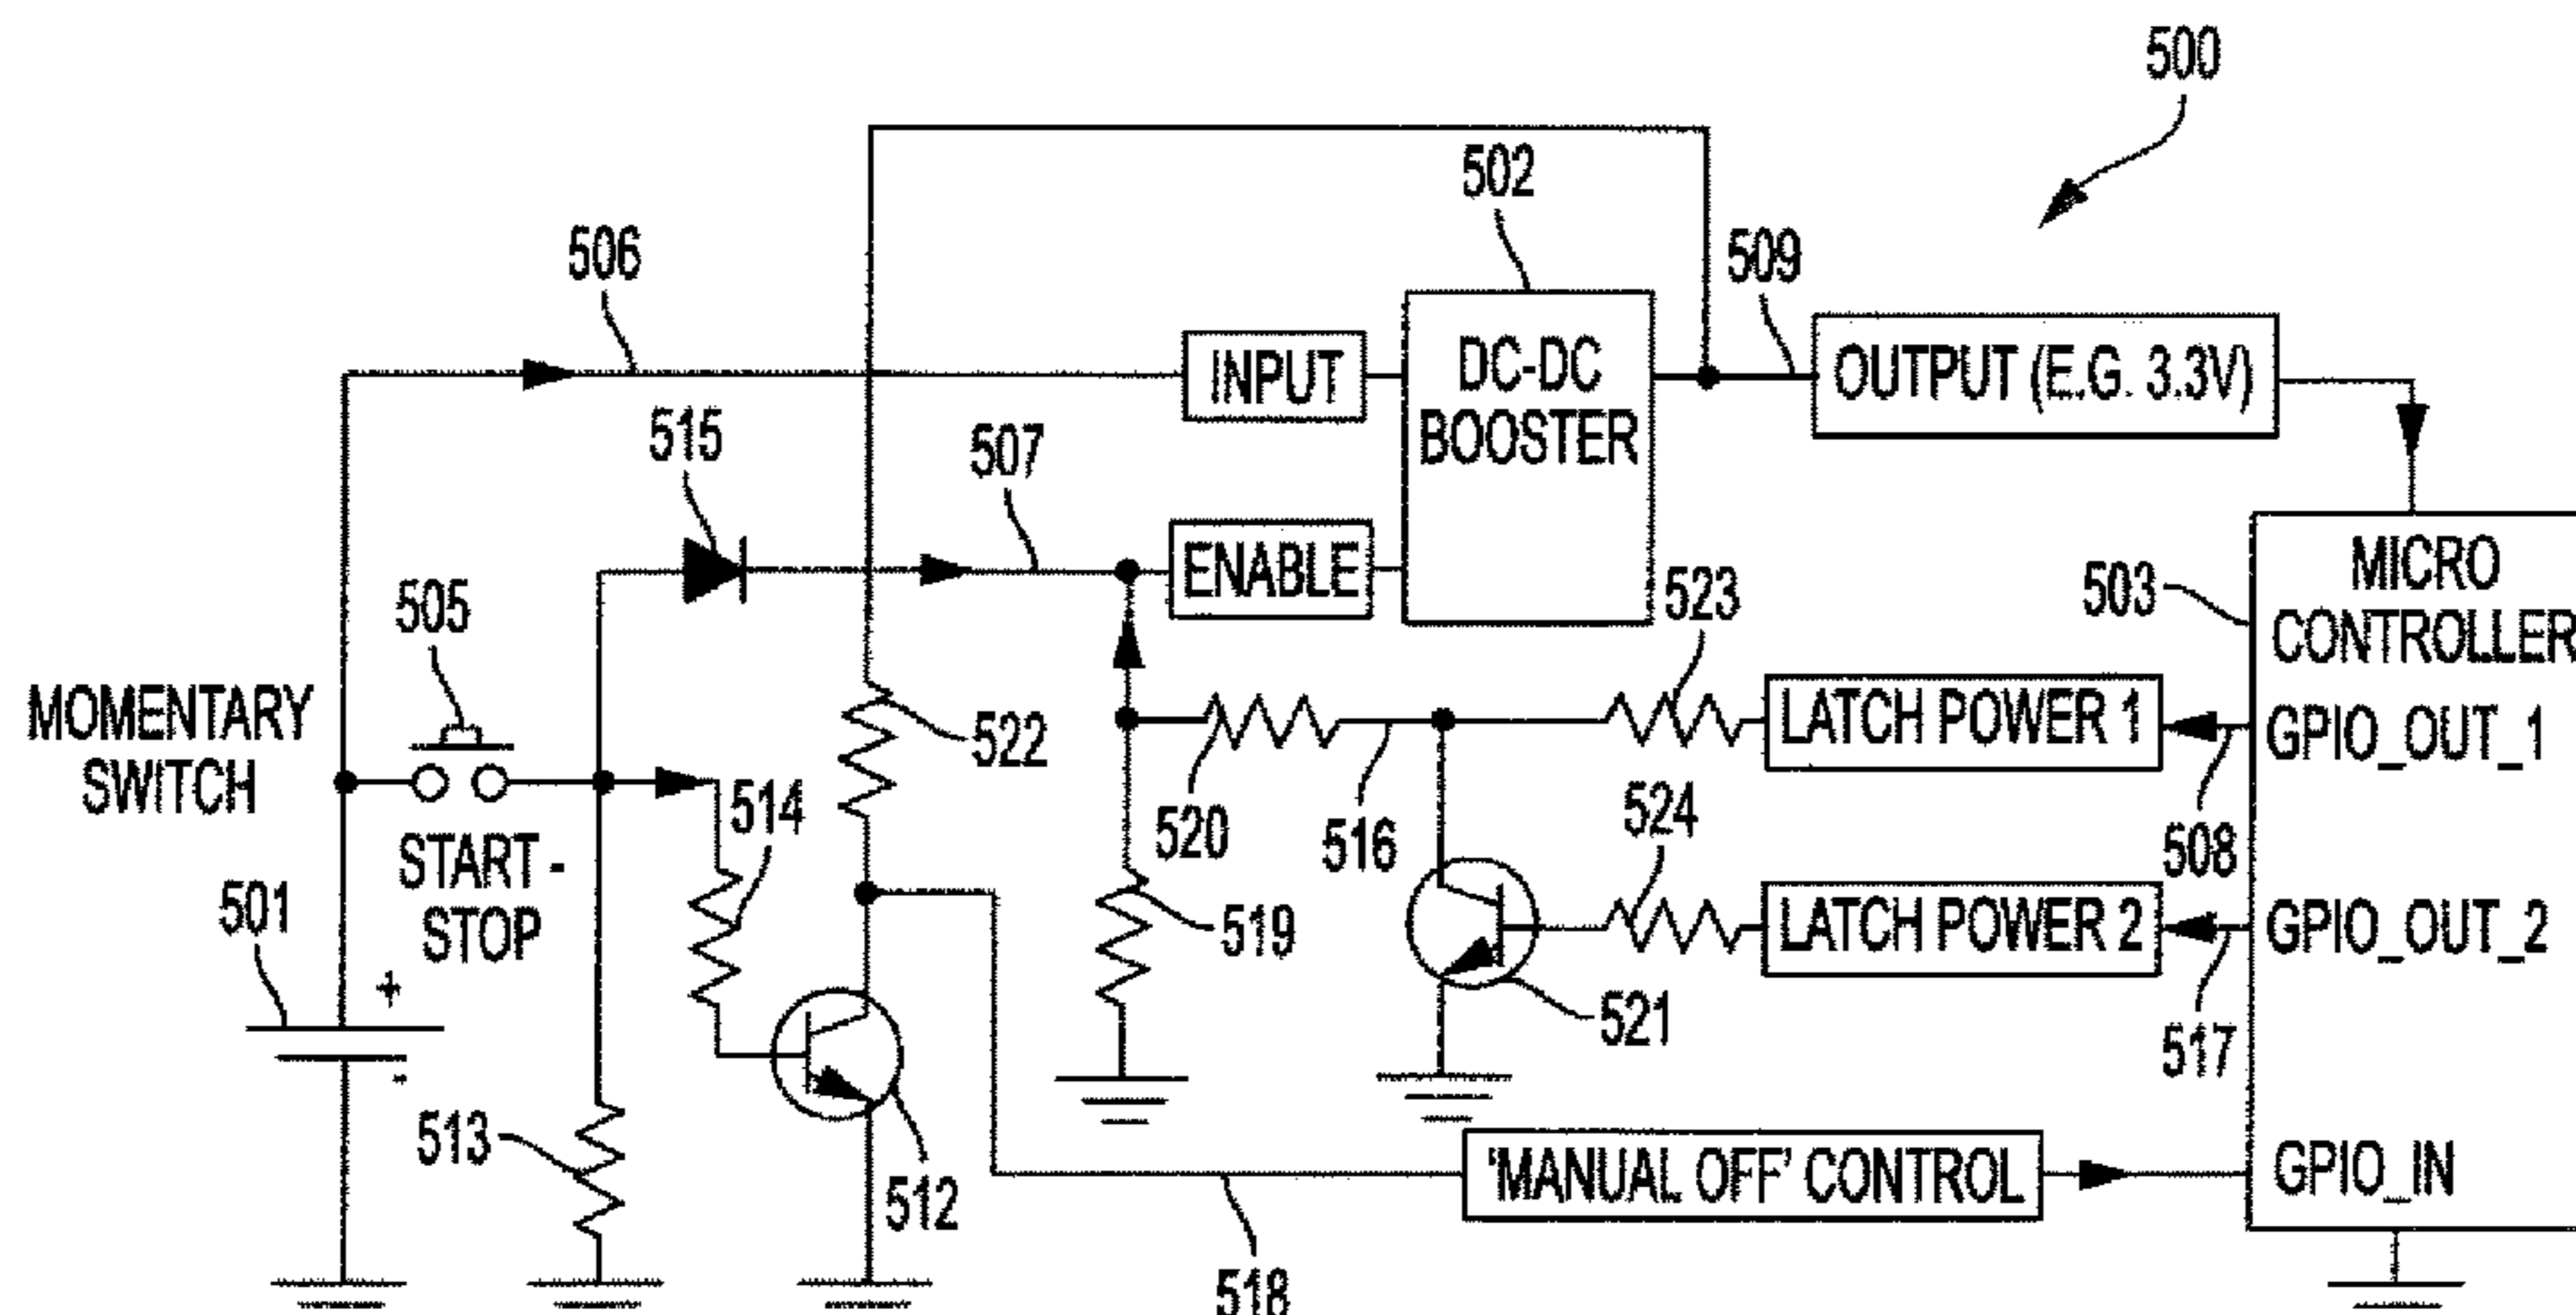 500
502
506
509
INPUT
DC-DC
BOOSTER
OUTPUT (E.G. 3.3V)
515
507
505
ENABLE
523
503
MICRO
CONTROLLER
MOMENTARY
SWITCH
522
LATCH POWER 1
GPIO_OUT_1
START -
STOP
514
520
516
524
508
501
519
LATCH POWER 2
GPIO_OUT_2
+
-
521
517
513
512
'MANUAL OFF' CONTROL
GPIO_IN
518